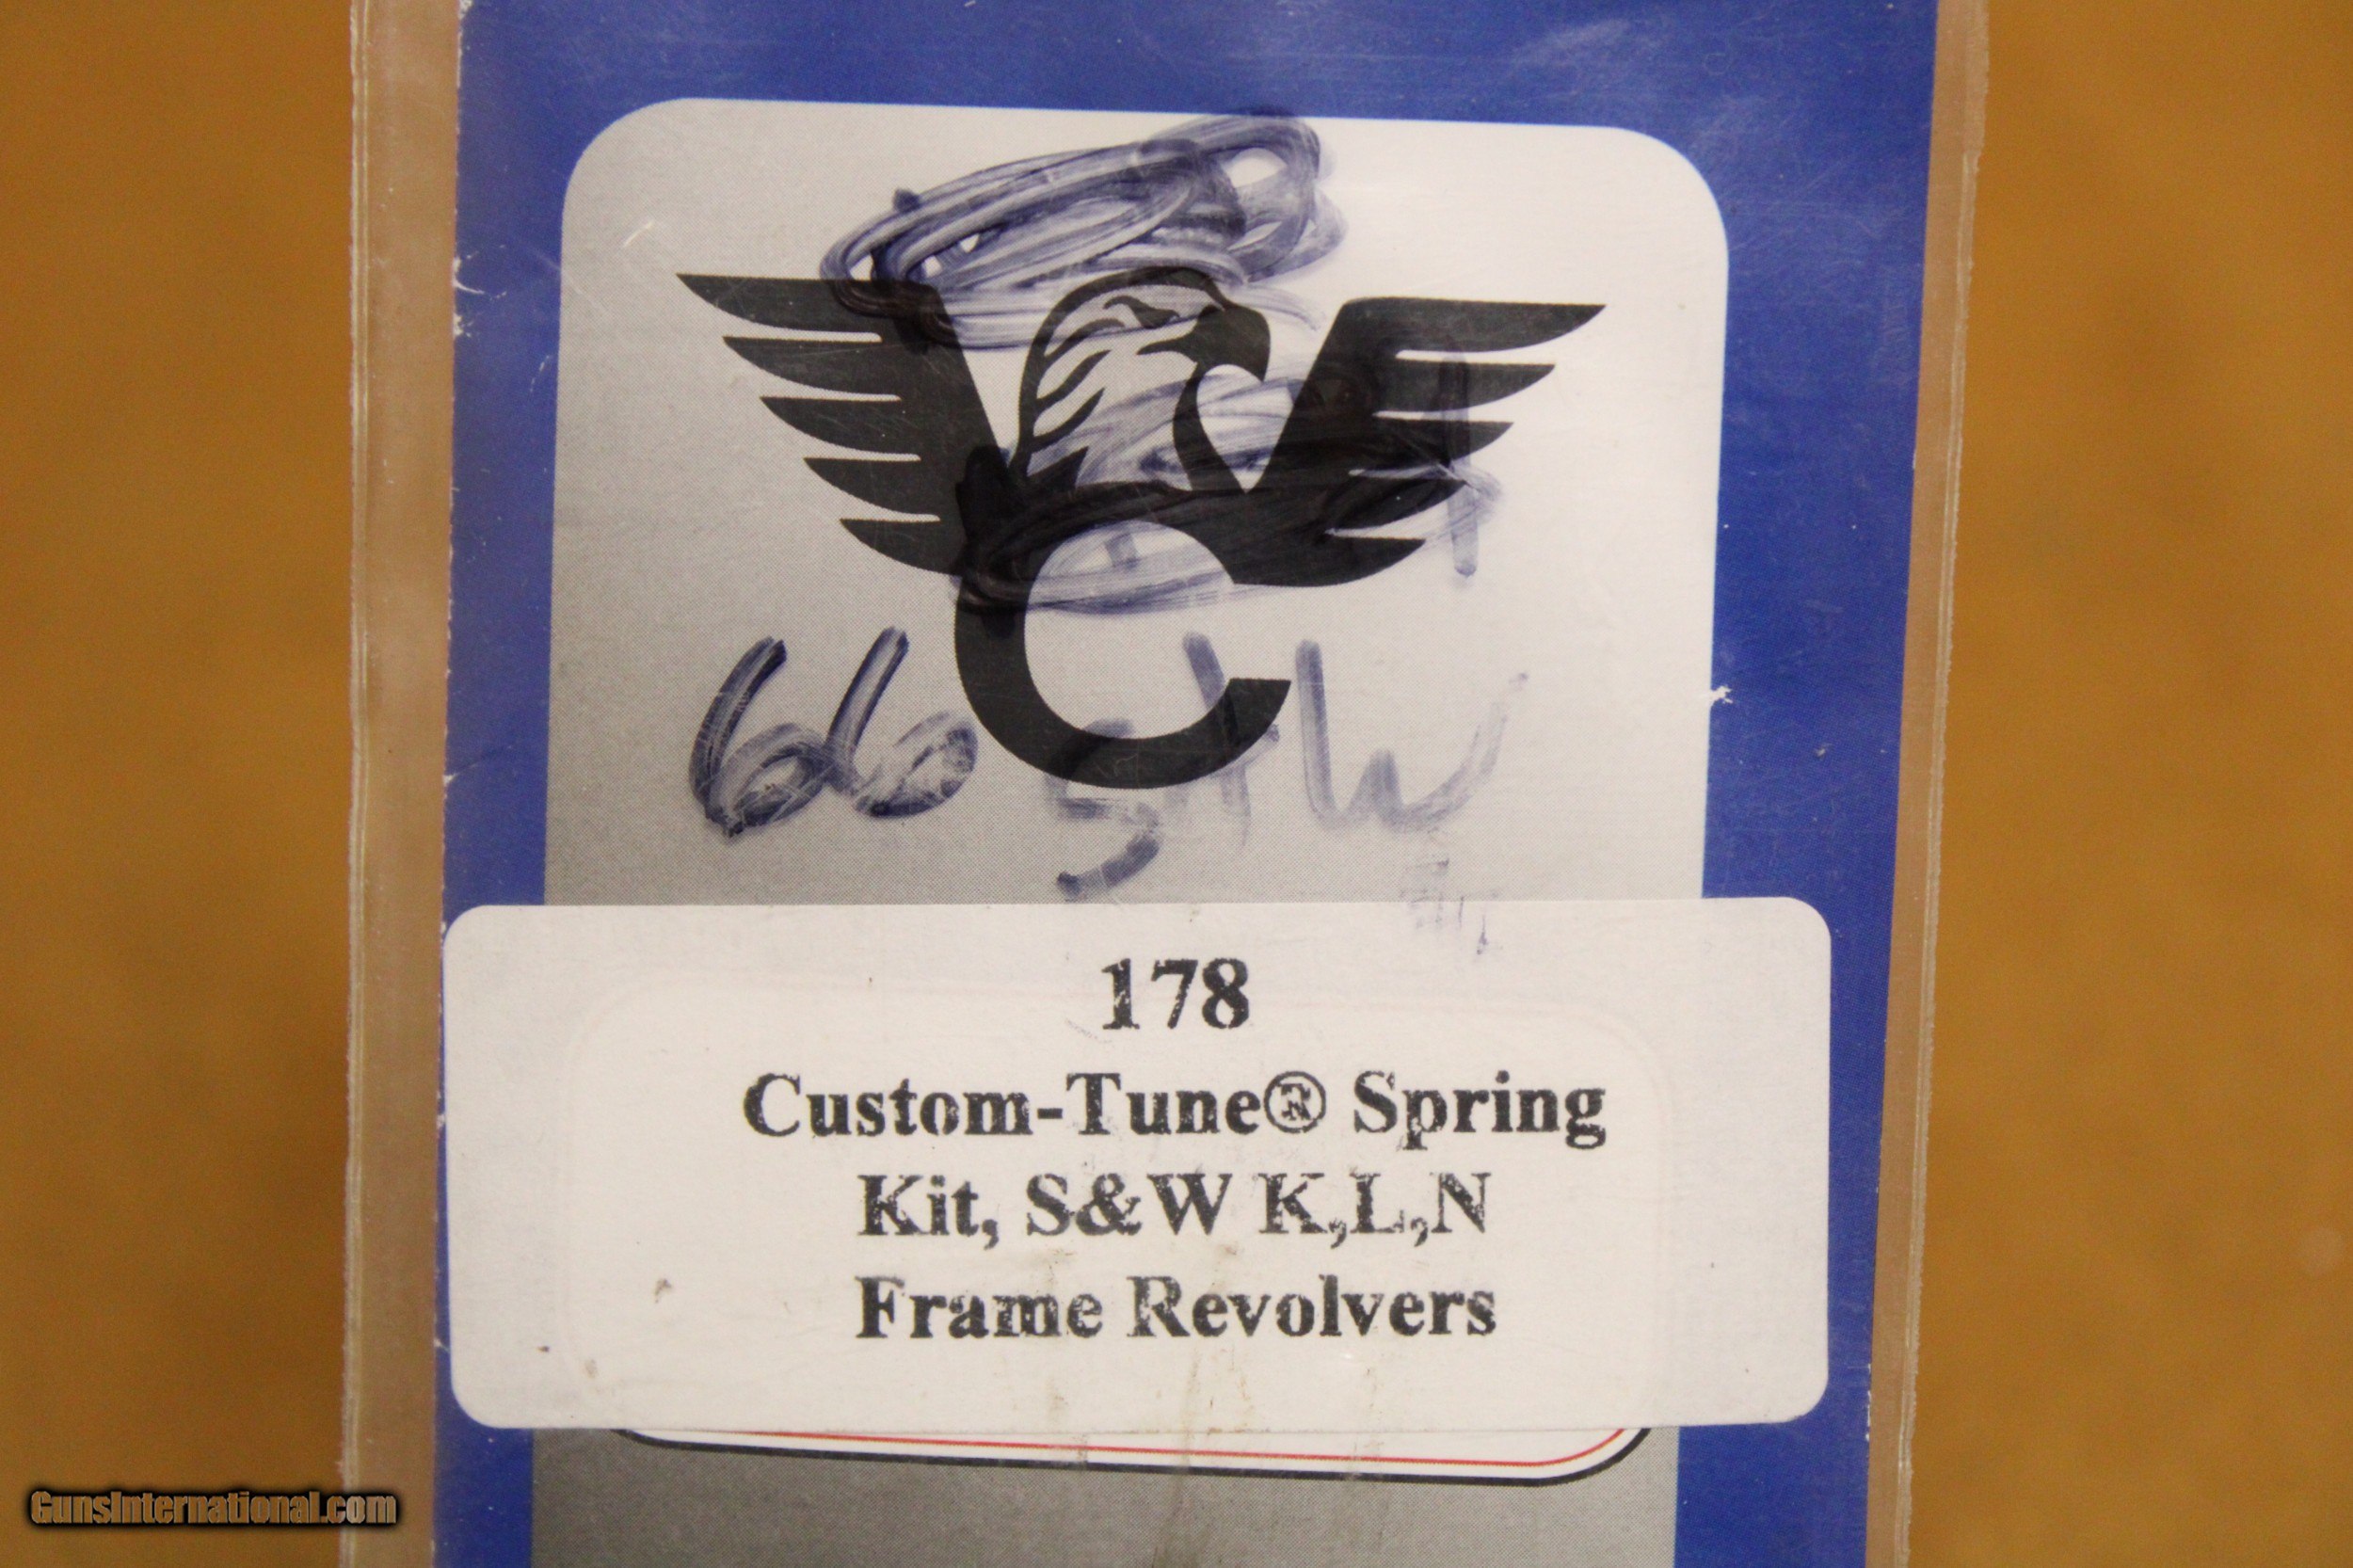 66 S+W
178
Custom-Tune® Spring
Kit, S&W K,L,N
Frame Revolvers
GunsInternational.com